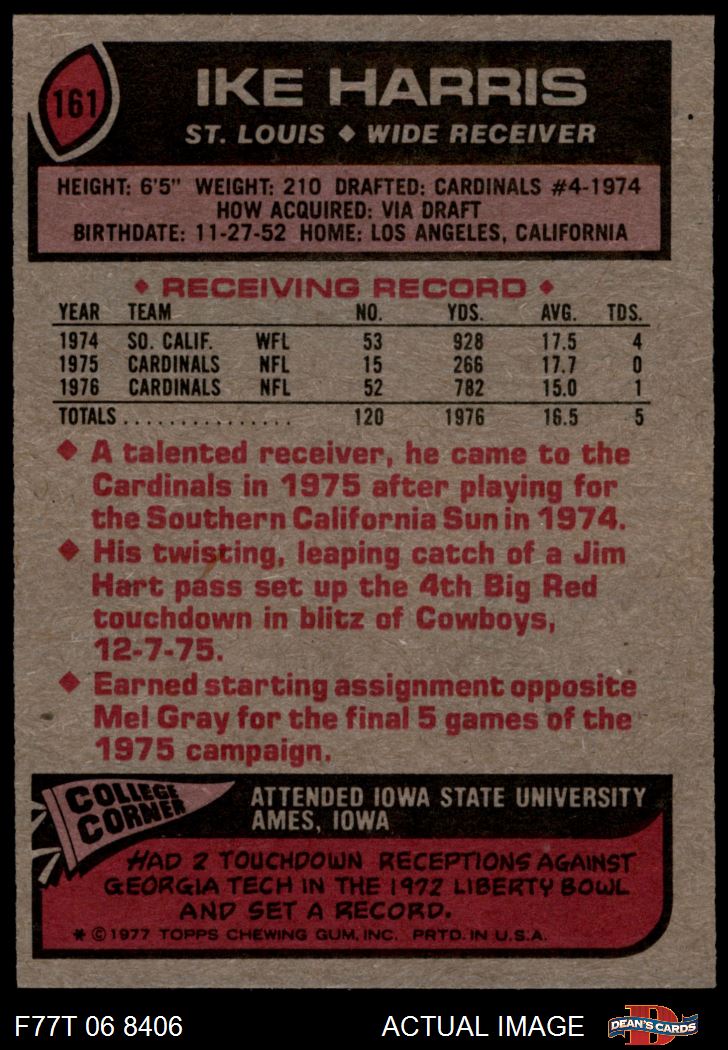 161
IKE HARRIS
ST. LOUIS ◆ WIDE RECEIVER
HEIGHT: 6'5" WEIGHT: 210 DRAFTED: CARDINALS #4-1974
HOW ACQUIRED: VIA DRAFT
BIRTHDATE: 11-27-52 HOME: LOS ANGELES, CALIFORNIA
◆ RECEIVING RECORD ◆
YEAR TEAM NO. YDS. AVG. TDS.
1974 SO. CALIF. WFL 53 928 17.5 4
1975 CARDINALS NFL 15 266 17.7 0
1976 CARDINALS NFL 52 782 15.0 1
TOTALS ............... 120 1976 16.5 5
◆ A talented receiver, he came to the
Cardinals in 1975 after playing for
the Southern California Sun in 1974.
◆ His twisting, leaping catch of a Jim
Hart pass set up the 4th Big Red
touchdown in blitz of Cowboys,
12-7-75.
◆ Earned starting assignment opposite
Mel Gray for the final 5 games of the
1975 campaign.
COLLEGE
CORNER
ATTENDED IOWA STATE UNIVERSITY
AMES, IOWA
HAD 2 TOUCHDOWN RECEPTIONS AGAINST
GEORGIA TECH IN THE 1972 LIBERTY BOWL
AND SET A RECORD.
* © 1977 TOPPS CHEWING GUM, INC. PRTD. IN U.S.A.
F77T 06 8406
ACTUAL IMAGE
D
DEAN'S CARDS